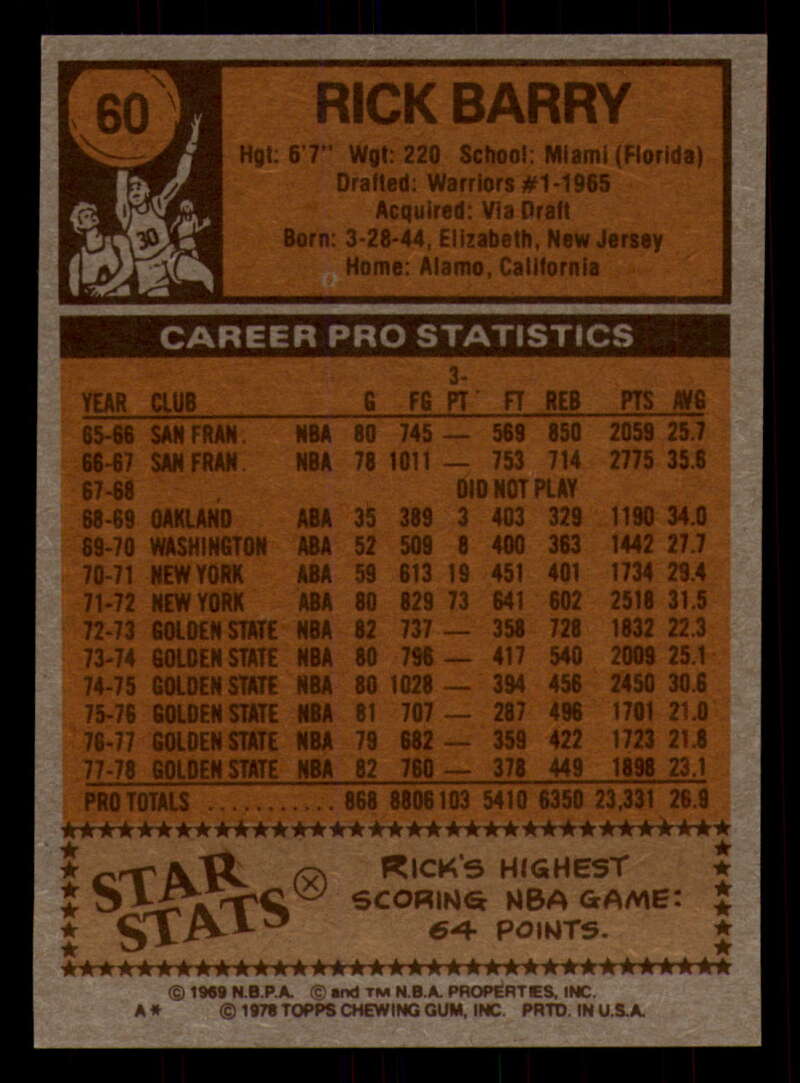 60
RICK BARRY
Hgt: 6'7" Wgt: 220 School: Miami (Florida)
Drafted: Warriors #1-1965
Acquired: Via Draft
Born: 3-28-44, Elizabeth, New Jersey
Home: Alamo, California
30
CAREER PRO STATISTICS
3-
YEAR CLUB G FG PT FT REB PTS AVG
65-66 SAN FRAN. NBA 80 745 — 569 850 2059 25.7
66-67 SAN FRAN. NBA 78 1011 — 753 714 2775 35.6
67-68 DID NOT PLAY
68-69 OAKLAND ABA 35 389 3 403 329 1190 34.0
69-70 WASHINGTON ABA 52 509 8 400 363 1442 27.7
70-71 NEW YORK ABA 59 613 19 451 401 1734 29.4
71-72 NEW YORK ABA 80 829 73 641 602 2518 31.5
72-73 GOLDEN STATE NBA 82 737 — 358 728 1832 22.3
73-74 GOLDEN STATE NBA 80 796 — 417 540 2009 25.1
74-75 GOLDEN STATE NBA 80 1028 — 394 456 2450 30.6
75-76 GOLDEN STATE NBA 81 707 — 287 496 1701 21.0
76-77 GOLDEN STATE NBA 79 682 — 359 422 1723 21.8
77-78 GOLDEN STATE NBA 82 760 — 378 449 1898 23.1
PRO TOTALS ............ 868 8806 103 5410 6350 23,331 26.9
STAR STATS
RICK'S HIGHEST
SCORING NBA GAME:
64 POINTS.
© 1969 N.B.P.A. © and TM N.B.A. PROPERTIES, INC.
A* © 1978 TOPPS CHEWING GUM, INC. PRTD. IN U.S.A.